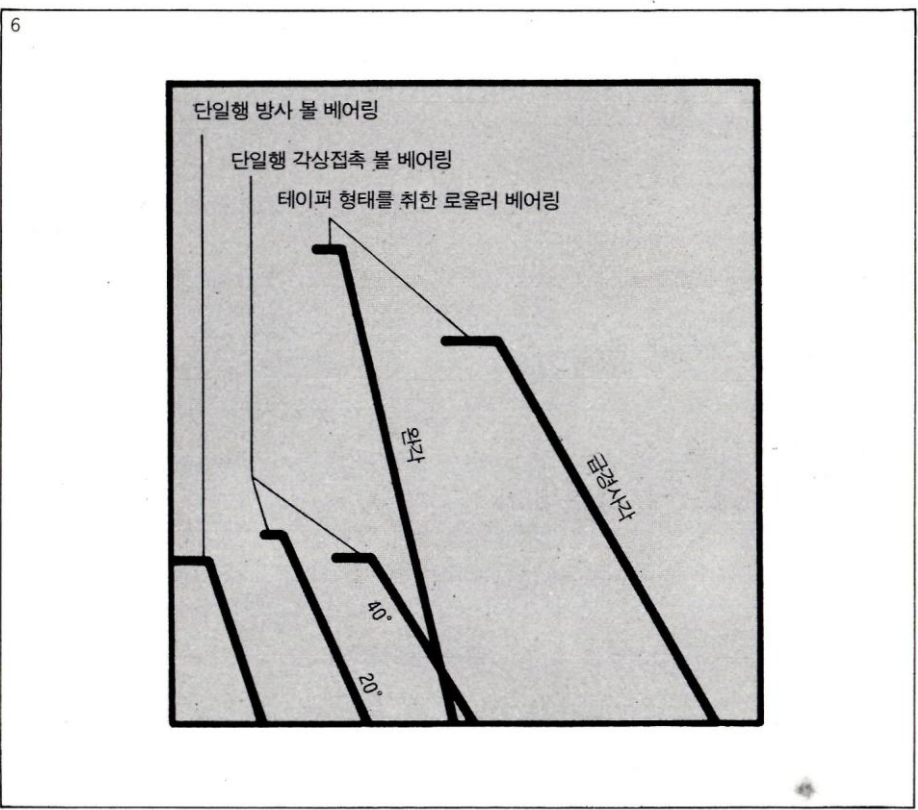 6
단일행 방사 볼 베어링
단일행 각상접촉 볼 베어링
테이퍼 형태를 취한 로울러 베어링
완각
급경사각
40°
20°